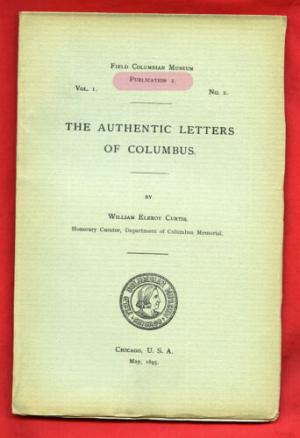 Field Columbian Museum
Publication 2.
Vol. 1. No. 2.
THE AUTHENTIC LETTERS
OF COLUMBUS.
BY
William Eleroy Curtis,
Honorary Curator, Department of Columbus Memorial.
Chicago, U. S. A.
May, 1895.